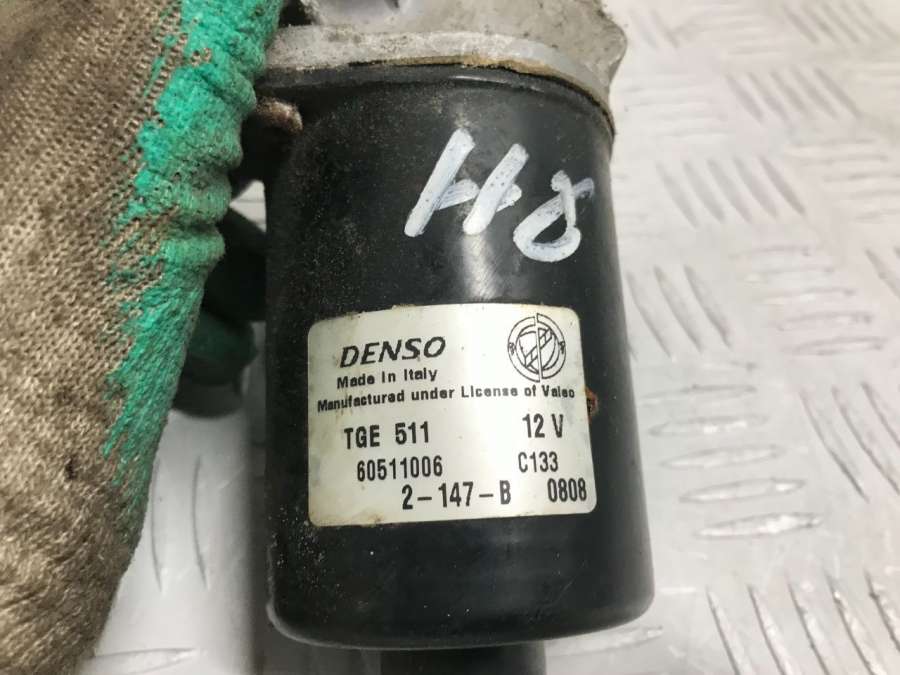 H8
DENSO
Made in Italy
Manufactured under License of Valeo
TGE 511 12 V
60511006 C133
2-147-B 0808